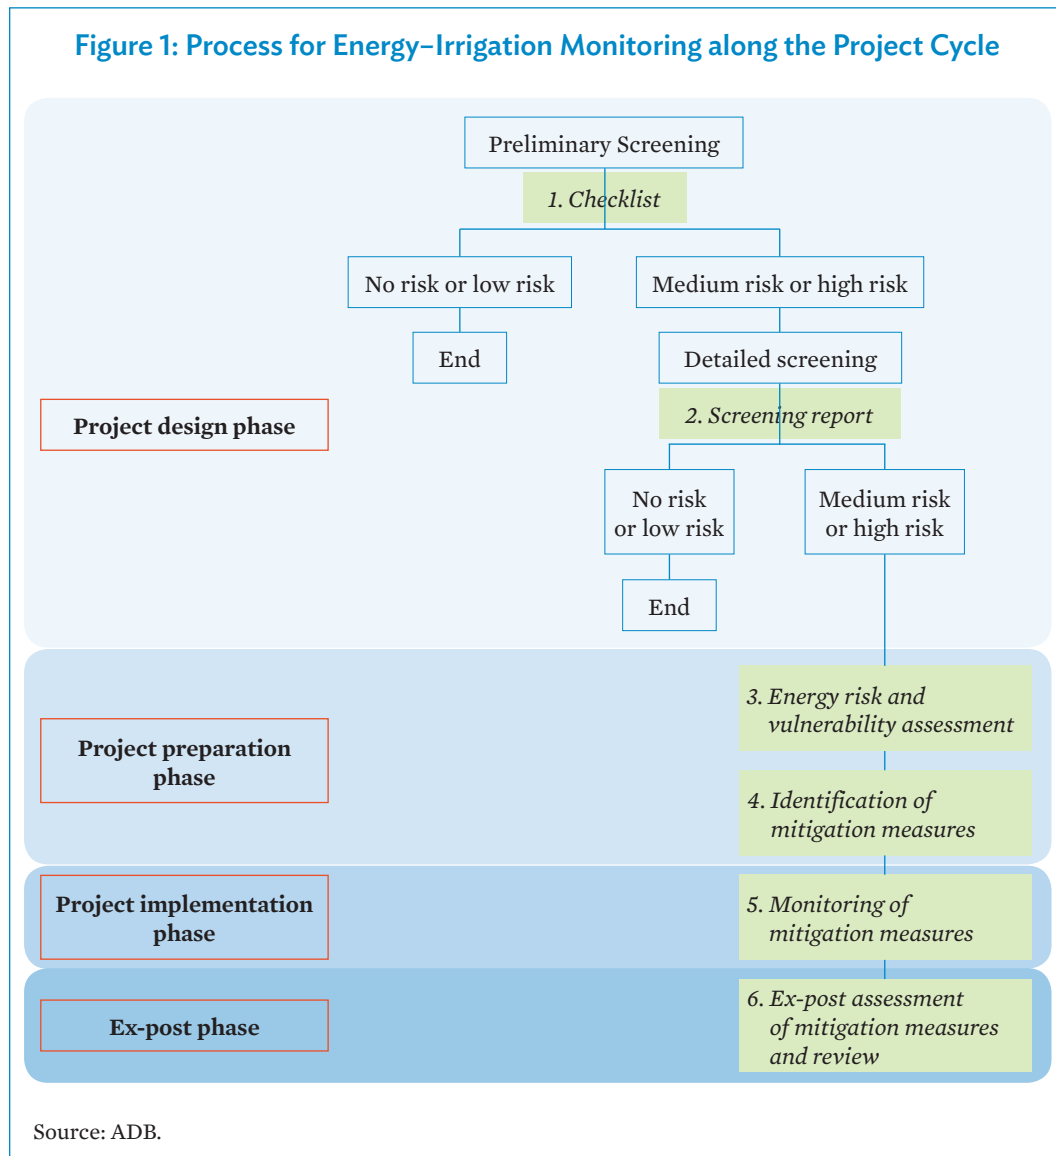 Figure 1: Process for Energy–Irrigation Monitoring along the Project Cycle
Preliminary Screening
1. Checklist
No risk or low risk
Medium risk or high risk
End
Detailed screening
2. Screening report
Project design phase
No risk
or low risk
Medium risk
or high risk
End
3. Energy risk and
vulnerability assessment
Project preparation
phase
4. Identification of
mitigation measures
Project implementation
phase
5. Monitoring of
mitigation measures
Ex-post phase
6. Ex-post assessment
of mitigation measures
and review
Source: ADB.